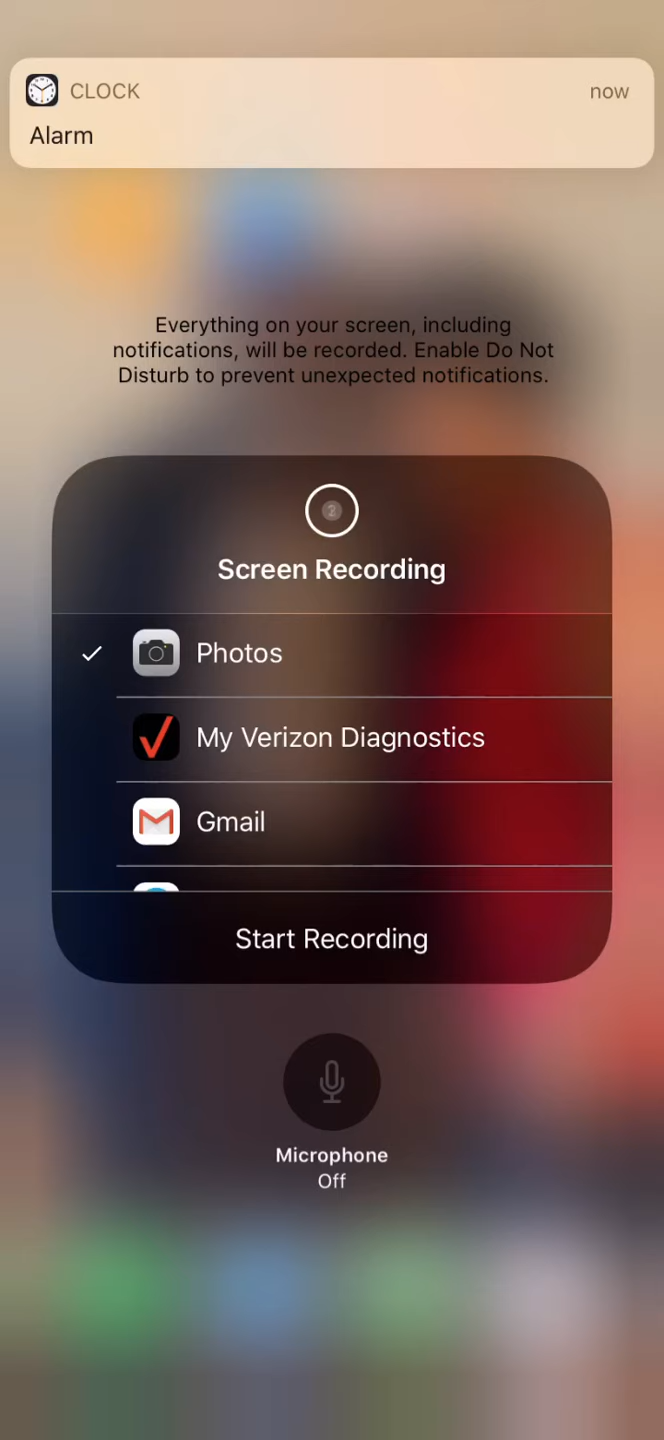 CLOCK now
Alarm
Everything on your screen, including
notifications, will be recorded. Enable Do Not
Disturb to prevent unexpected notifications.
2
Screen Recording
Photos
My Verizon Diagnostics
Gmail
Start Recording
Microphone
Off